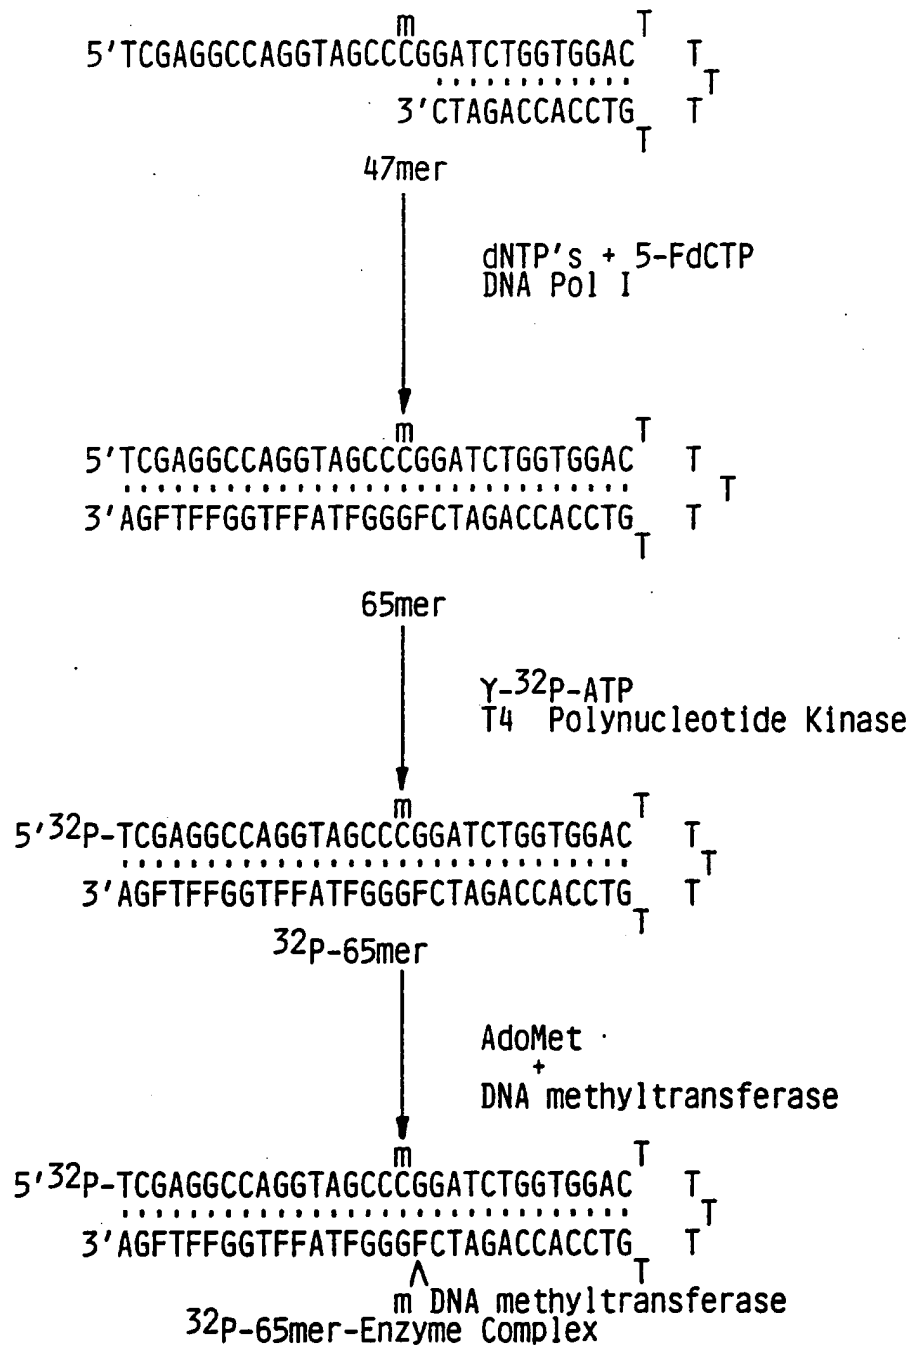 m T
5'TCGAGGCCAGGTAGCCCGGATCTGGTGGAC T
T
3'CTAGACCACCTG T
T
47mer
dNTP's + 5-FdCTP
DNA Pol I
m T
5'TCGAGGCCAGGTAGCCCGGATCTGGTGGAC T
T
3'AGFTFFGGTFFATFGGGFCTAGACCACCTG T
T
65mer
γ-32P-ATP
T4 Polynucleotide Kinase
m T
5'32P-TCGAGGCCAGGTAGCCCGGATCTGGTGGAC T
T
3'AGFTFFGGTFFATFGGGFCTAGACCACCTG T
T
32P-65mer
AdoMet
+
DNA methyltransferase
m T
5'32P-TCGAGGCCAGGTAGCCCGGATCTGGTGGAC T
T
3'AGFTFFGGTFFATFGGGFCTAGACCACCTG T
T
m DNA methyltransferase
32P-65mer-Enzyme Complex